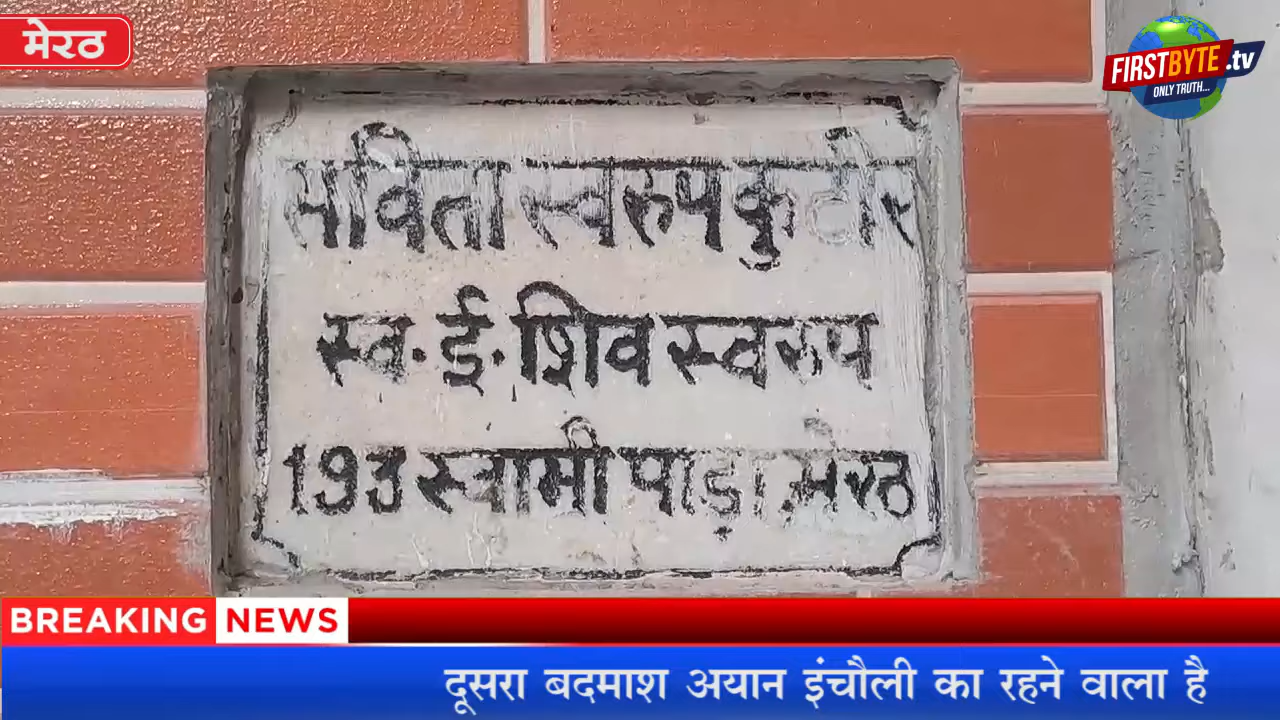 मेरठ
FIRSTBYTE.tv
ONLY TRUTH...
सविता स्वरुप कुटीर
स्व. ई. शिव स्वरुप
193 स्वामी पाड़ा मेरठ
BREAKING NEWS
दूसरा बदमाश अयान इंचौली का रहने वाला है